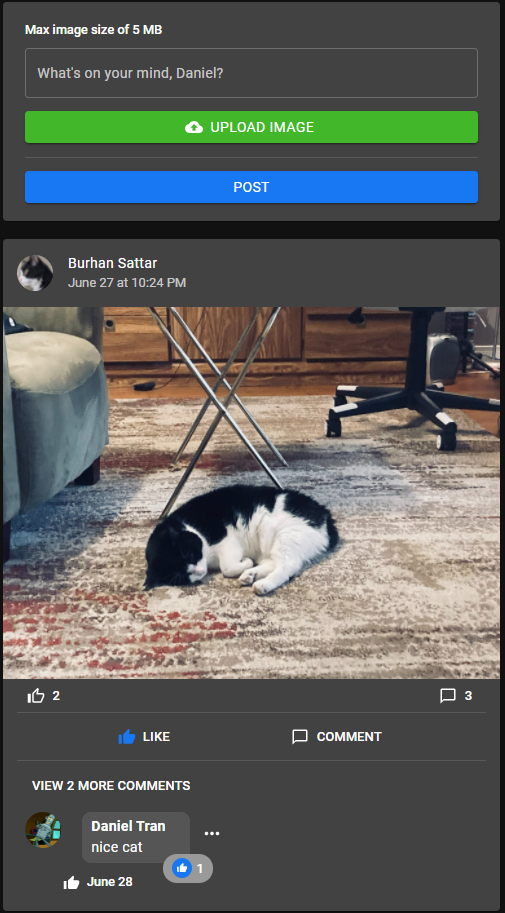 Max image size of 5 MB
What's on your mind, Daniel?
UPLOAD IMAGE
POST
Burhan Sattar
June 27 at 10:24 PM
2
3
LIKE
COMMENT
VIEW 2 MORE COMMENTS
Daniel Tran
nice cat
1
June 28